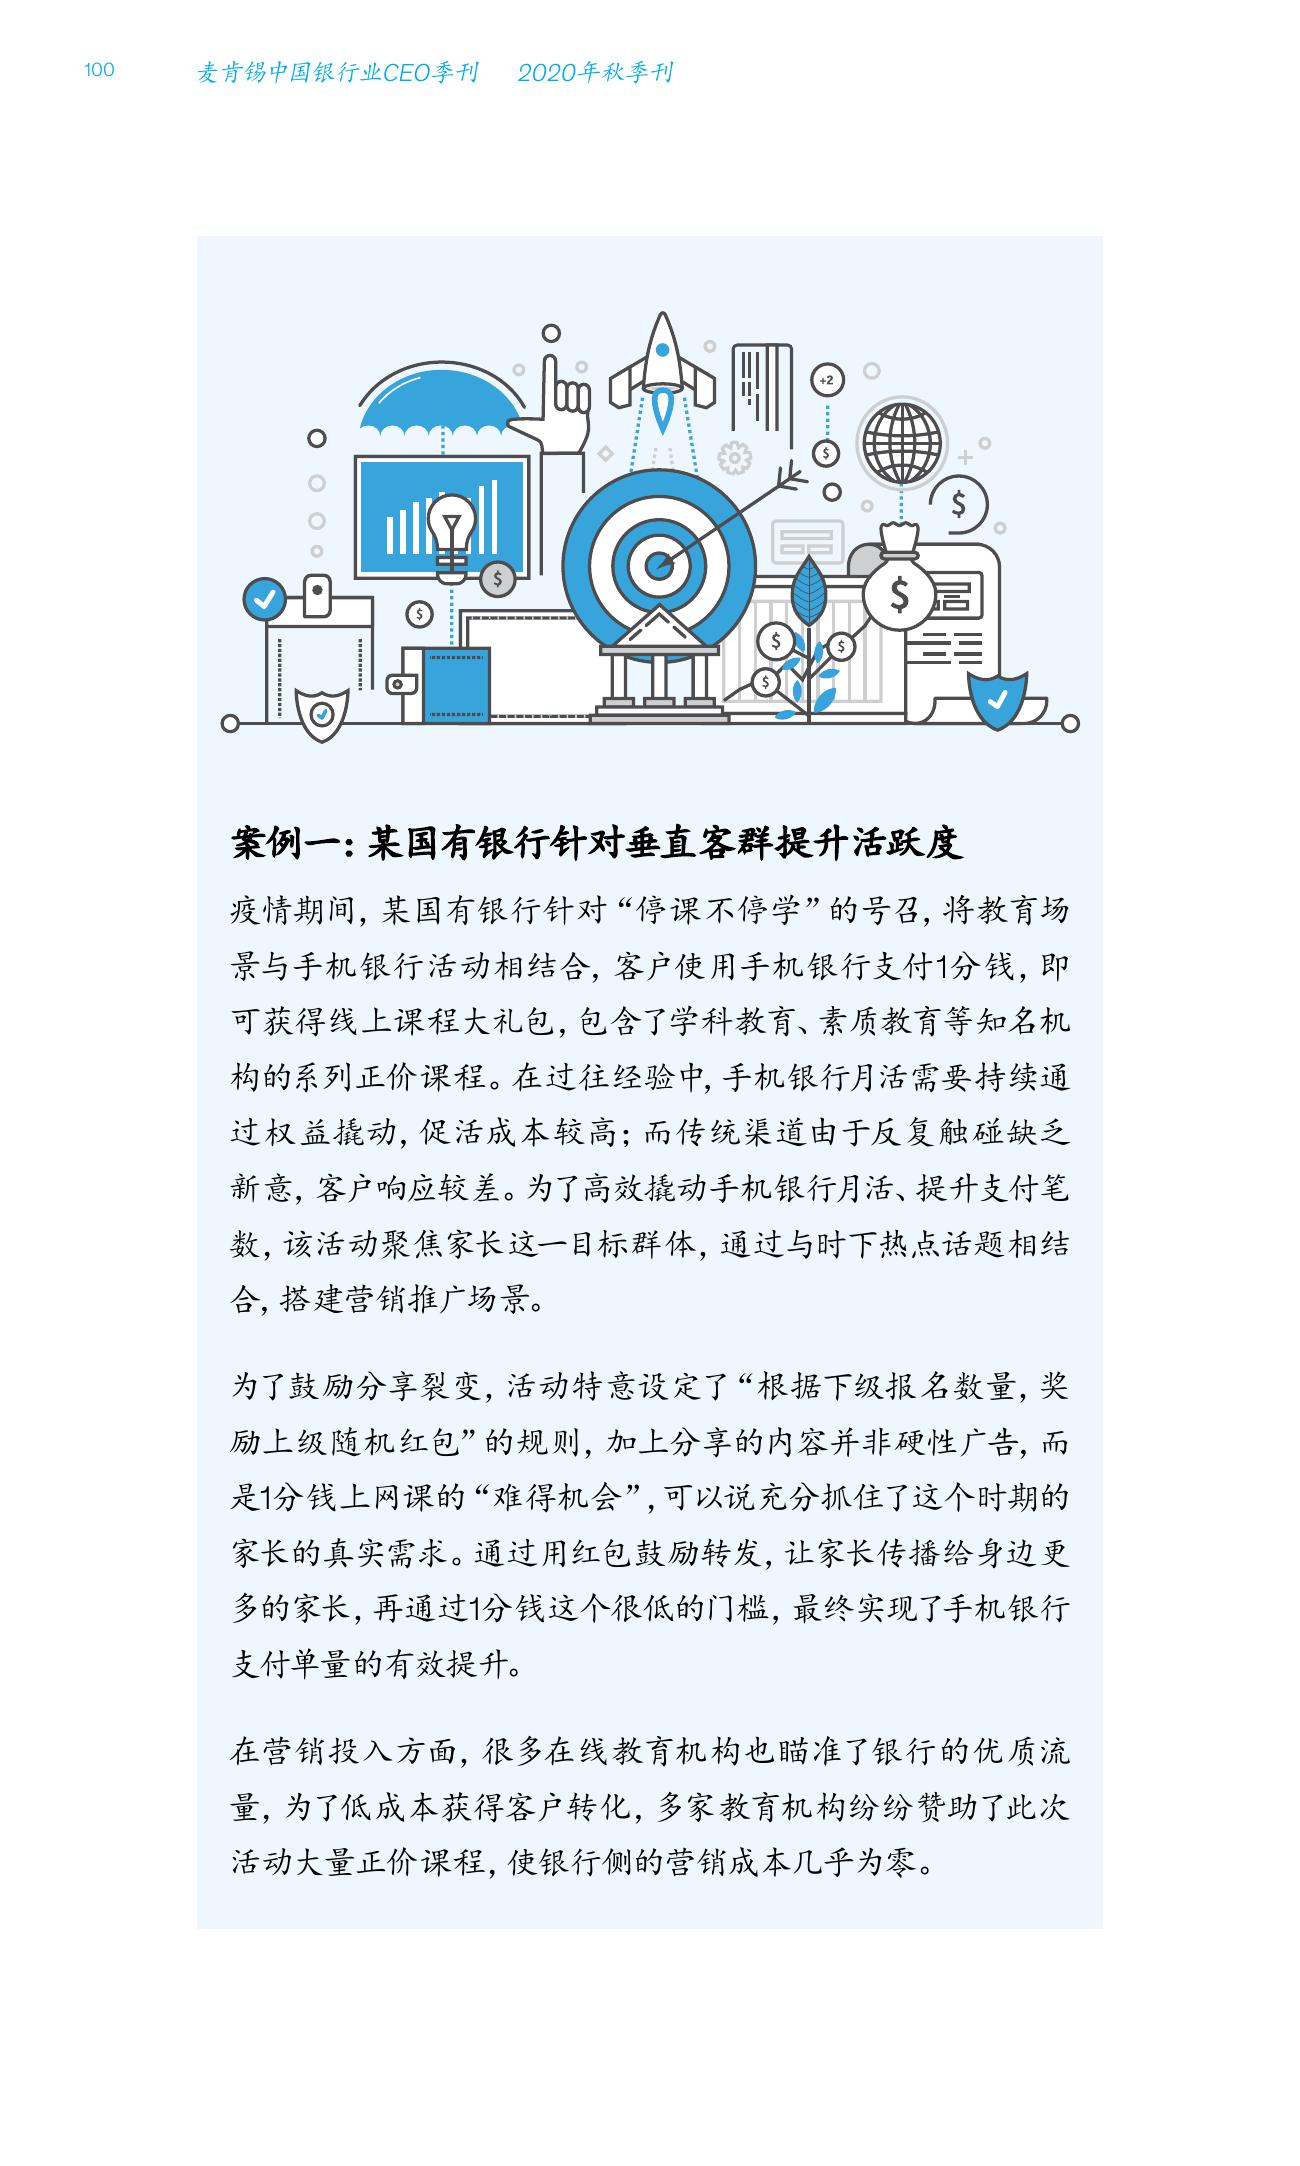 100 麦肯锡中国银行业CEO季刊 2020年秋季刊
+2
$
$
$
$
$
$
$
$
案例一：某国有银行针对垂直客群提升活跃度
疫情期间，某国有银行针对“停课不停学”的号召，将教育场
景与手机银行活动相结合，客户使用手机银行支付1分钱，即
可获得线上课程大礼包，包含了学科教育、素质教育等知名机
构的系列正价课程。在过往经验中，手机银行月活需要持续通
过权益撬动，促活成本较高；而传统渠道由于反复触碰缺乏
新意，客户响应较差。为了高效撬动手机银行月活、提升支付笔
数，该活动聚焦家长这一目标群体，通过与时下热点话题相结
合，搭建营销推广场景。
为了鼓励分享裂变，活动特意设定了“根据下级报名数量，奖
励上级随机红包”的规则，加上分享的内容并非硬性广告，而
是1分钱上网课的“难得机会”，可以说充分抓住了这个时期的
家长的真实需求。通过用红包鼓励转发，让家长传播给身边更
多的家长，再通过1分钱这个很低的门槛，最终实现了手机银行
支付单量的有效提升。
在营销投入方面，很多在线教育机构也瞄准了银行的优质流
量，为了低成本获得客户转化，多家教育机构纷纷赞助了此次
活动大量正价课程，使银行侧的营销成本几乎为零。